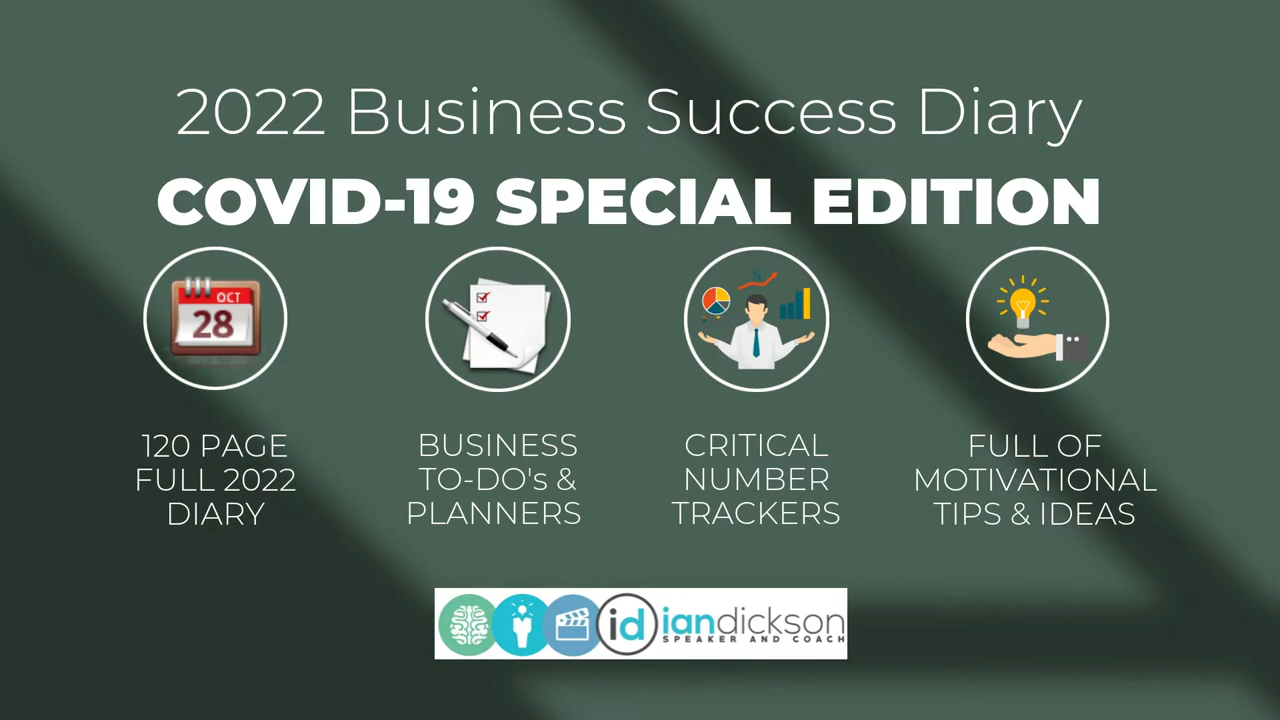 2022 Business Success Diary
COVID-19 SPECIAL EDITION
OCT
28
120 PAGE
FULL 2022
DIARY
BUSINESS
TO-DO's &
PLANNERS
CRITICAL
NUMBER
TRACKERS
FULL OF
MOTIVATIONAL
TIPS & IDEAS
id
iandickson
SPEAKER AND COACH